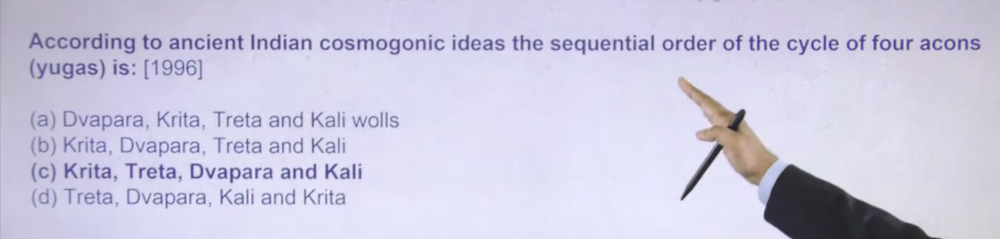 According to ancient Indian cosmogonic ideas the sequential order of the cycle of four acons
(yugas) is: [1996]
(a) Dvapara, Krita, Treta and Kali wolls
(b) Krita, Dvapara, Treta and Kali
(c) Krita, Treta, Dvapara and Kali
(d) Treta, Dvapara, Kali and Krita